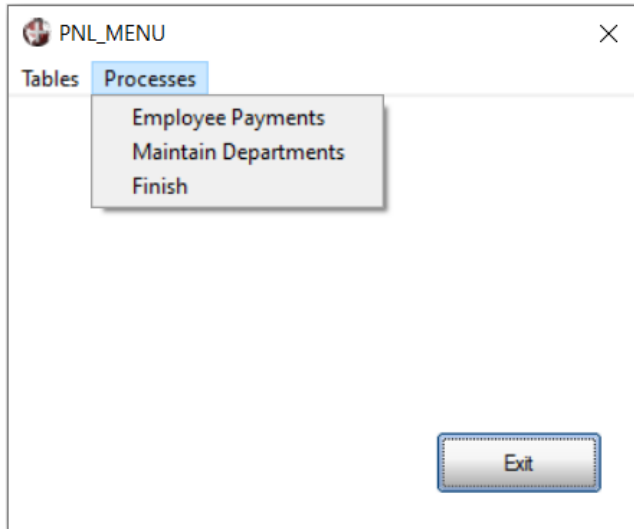 PNL_MENU
Tables Processes
Employee Payments
Maintain Departments
Finish
Exit